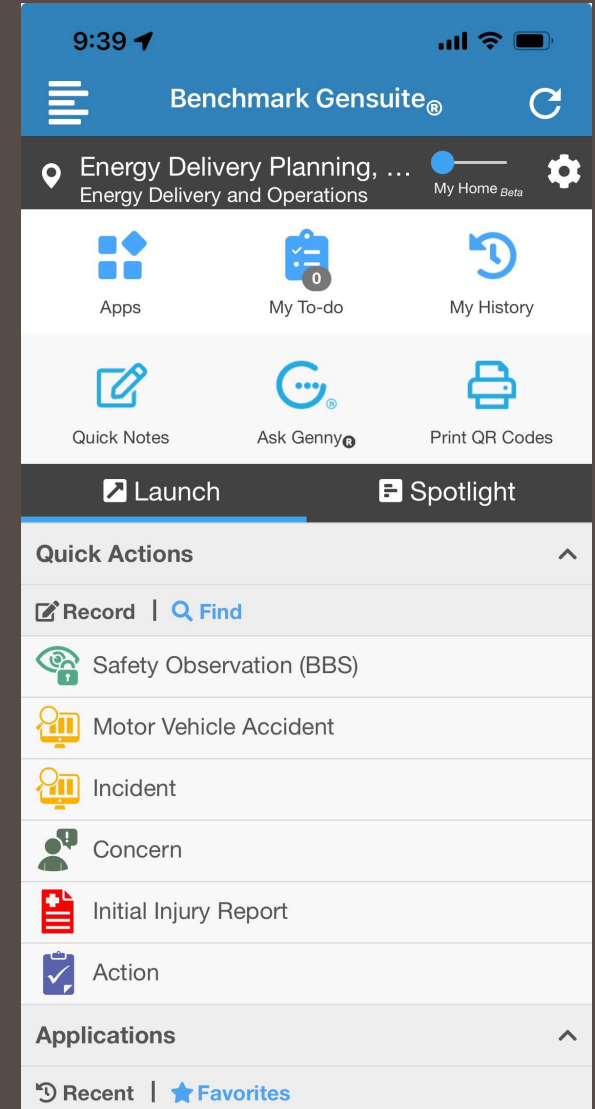 9:39
Benchmark Gensuite®
Energy Delivery Planning, ...
Energy Delivery and Operations
My Home Beta
0
Apps
My To-do
My History
®
Quick Notes
Ask Genny®
Print QR Codes
Launch
Spotlight
Quick Actions
Record | Find
Safety Observation (BBS)
Motor Vehicle Accident
Incident
Concern
Initial Injury Report
Action
Applications
Recent | Favorites